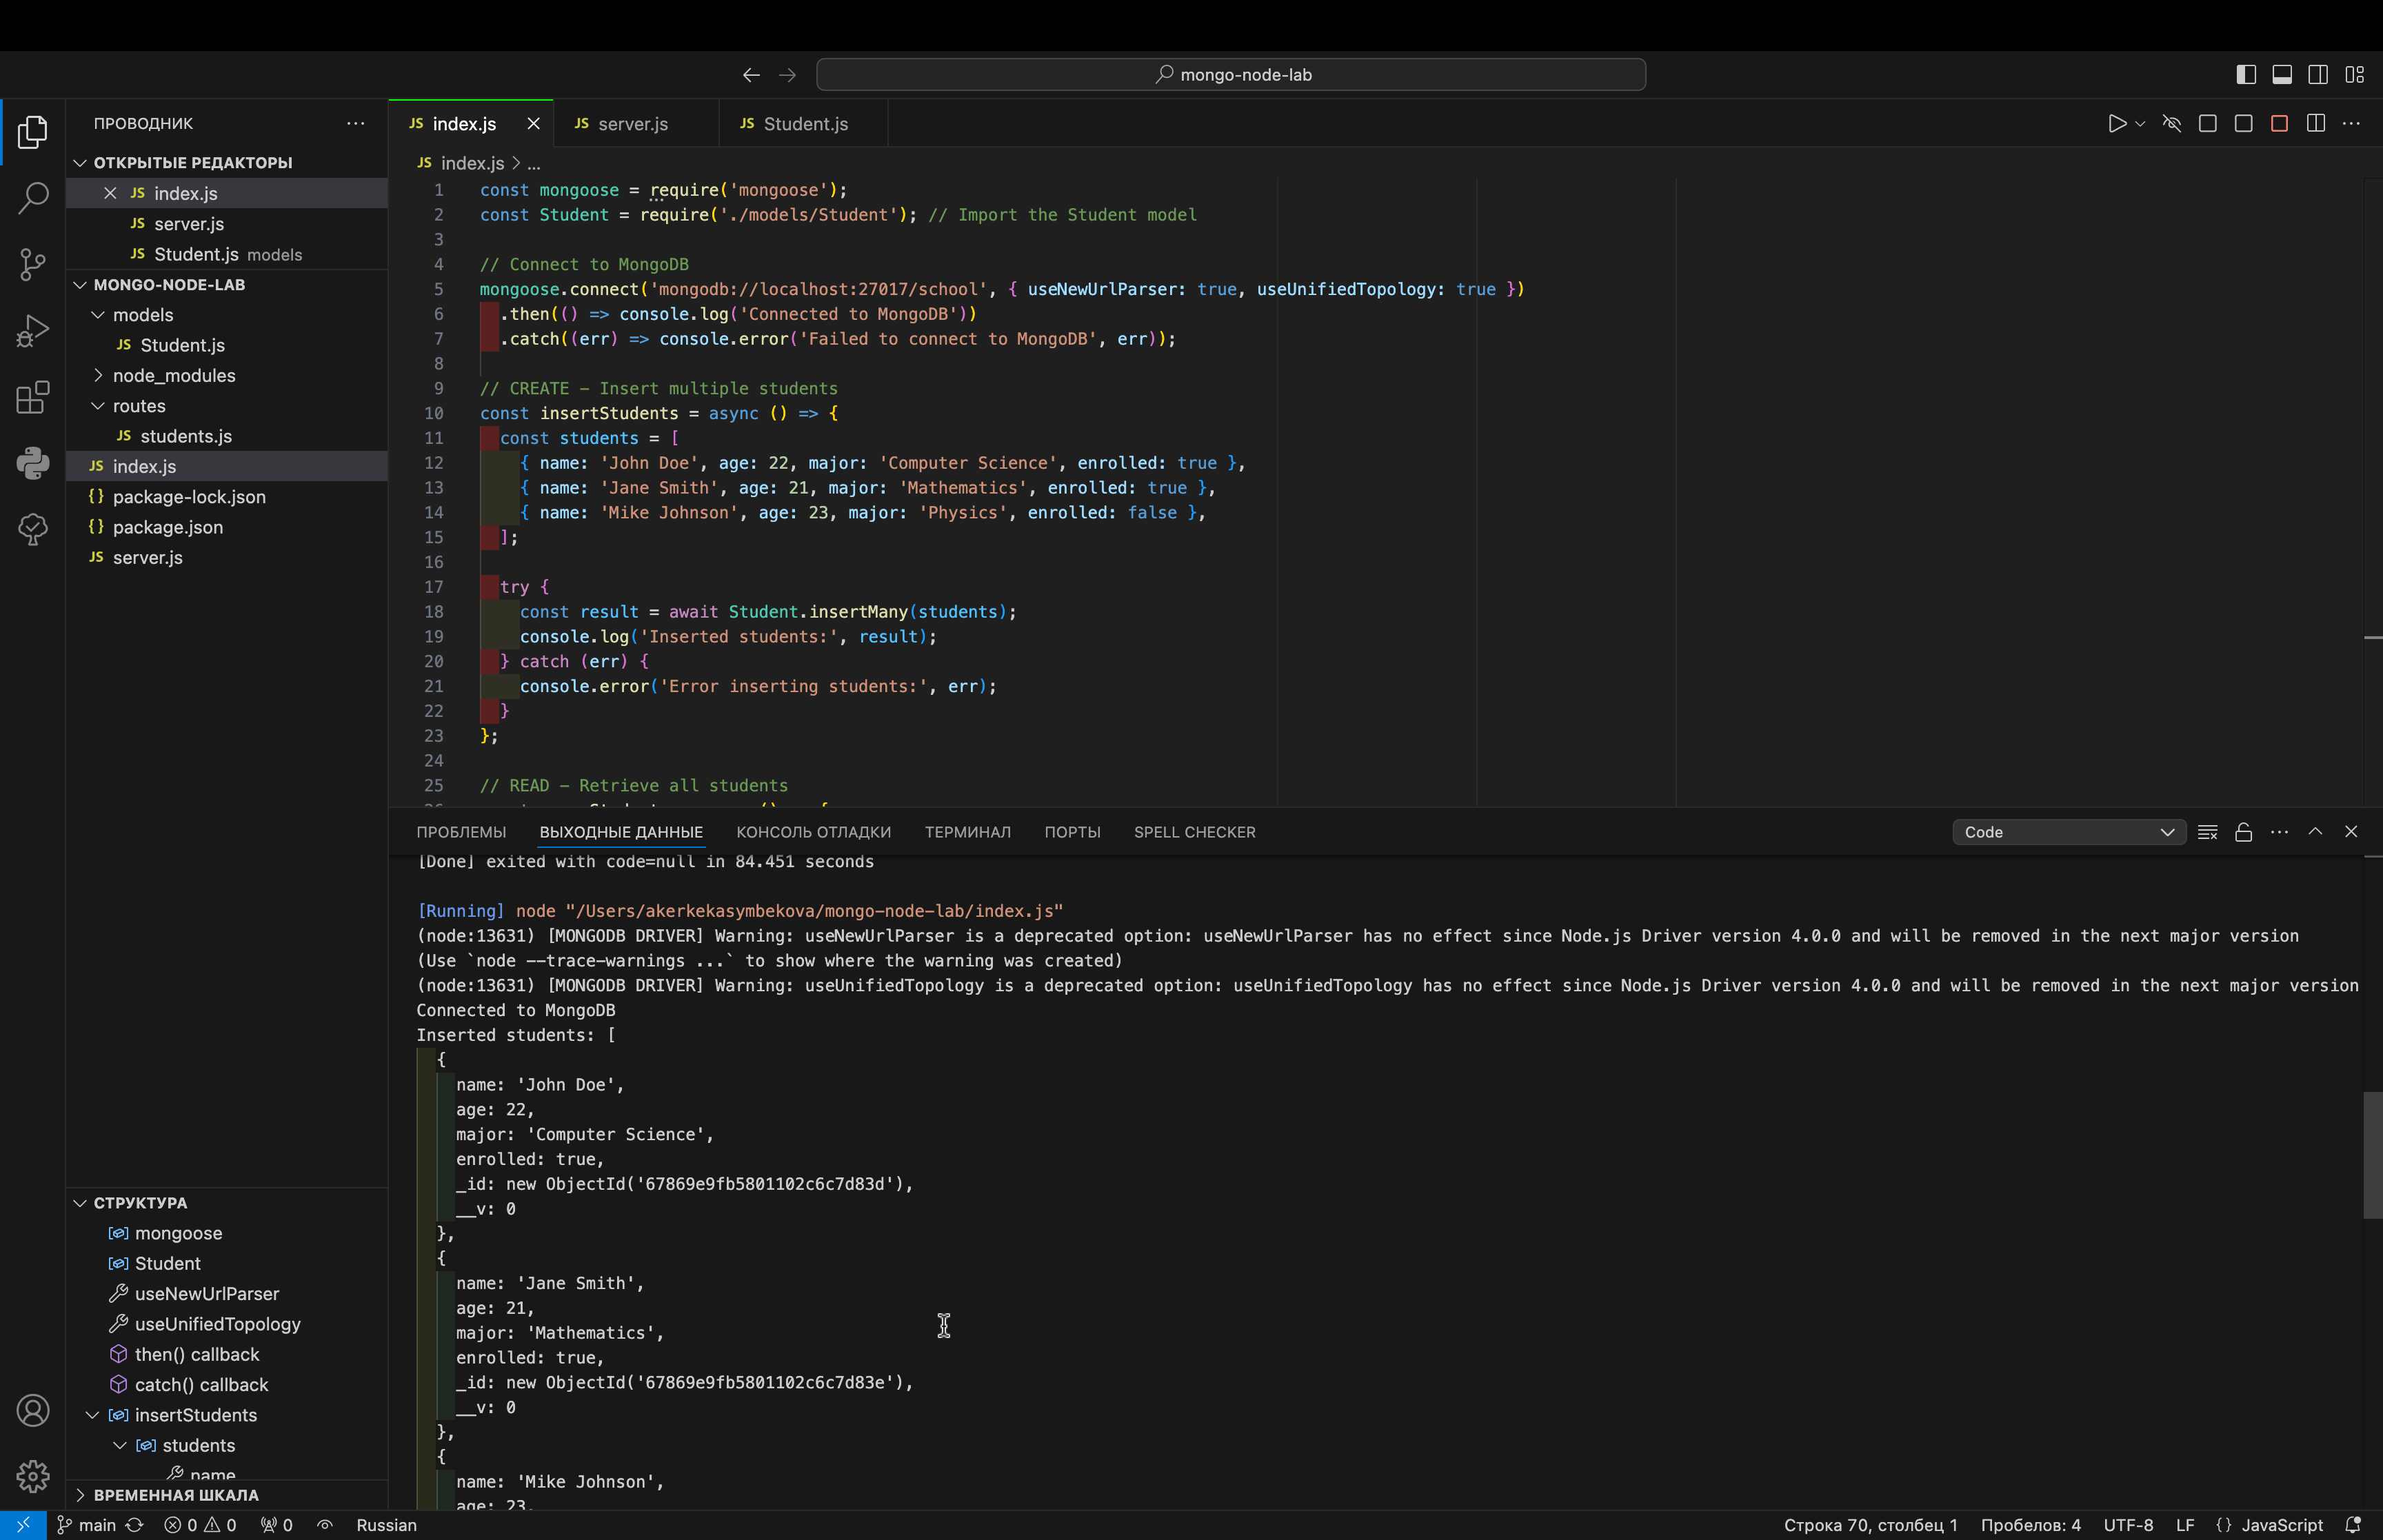 mongo-node-lab
ПРОВОДНИК
ОТКРЫТЫЕ РЕДАКТОРЫ
JS index.js
JS server.js
JS Student.js models
MONGO-NODE-LAB
models
JS Student.js
node_modules
routes
JS students.js
JS index.js
{} package-lock.json
{} package.json
JS server.js
СТРУКТУРА
mongoose
Student
useNewUrlParser
useUnifiedTopology
then() callback
catch() callback
insertStudents
students
name
ВРЕМЕННАЯ ШКАЛА
JS index.js JS server.js JS Student.js
JS index.js > ...
1 const mongoose = require('mongoose');
2 const Student = require('./models/Student'); // Import the Student model
3
4 // Connect to MongoDB
5 mongoose.connect('mongodb://localhost:27017/school', { useNewUrlParser: true, useUnifiedTopology: true })
6 .then(() => console.log('Connected to MongoDB'))
7 .catch((err) => console.error('Failed to connect to MongoDB', err));
8
9 // CREATE – Insert multiple students
10 const insertStudents = async () => {
11 const students = [
12 { name: 'John Doe', age: 22, major: 'Computer Science', enrolled: true },
13 { name: 'Jane Smith', age: 21, major: 'Mathematics', enrolled: true },
14 { name: 'Mike Johnson', age: 23, major: 'Physics', enrolled: false },
15 ];
16
17 try {
18 const result = await Student.insertMany(students);
19 console.log('Inserted students:', result);
20 } catch (err) {
21 console.error('Error inserting students:', err);
22 }
23 };
24
25 // READ – Retrieve all students
ПРОБЛЕМЫ ВЫХОДНЫЕ ДАННЫЕ КОНСОЛЬ ОТЛАДКИ ТЕРМИНАЛ ПОРТЫ SPELL CHECKER Code
[Done] exited with code=null in 84.451 seconds
[Running] node "/Users/akerkekasymbekova/mongo-node-lab/index.js"
(node:13631) [MONGODB DRIVER] Warning: useNewUrlParser is a deprecated option: useNewUrlParser has no effect since Node.js Driver version 4.0.0 and will be removed in the next major version
(Use `node --trace-warnings ...` to show where the warning was created)
(node:13631) [MONGODB DRIVER] Warning: useUnifiedTopology is a deprecated option: useUnifiedTopology has no effect since Node.js Driver version 4.0.0 and will be removed in the next major version
Connected to MongoDB
Inserted students: [
{
name: 'John Doe',
age: 22,
major: 'Computer Science',
enrolled: true,
_id: new ObjectId('67869e9fb5801102c6c7d83d'),
__v: 0
},
{
name: 'Jane Smith',
age: 21,
major: 'Mathematics',
enrolled: true,
_id: new ObjectId('67869e9fb5801102c6c7d83e'),
__v: 0
},
{
name: 'Mike Johnson',
age: 23,
main 0 0 0 Russian Строка 70, столбец 1 Пробелов: 4 UTF-8 LF {} JavaScript